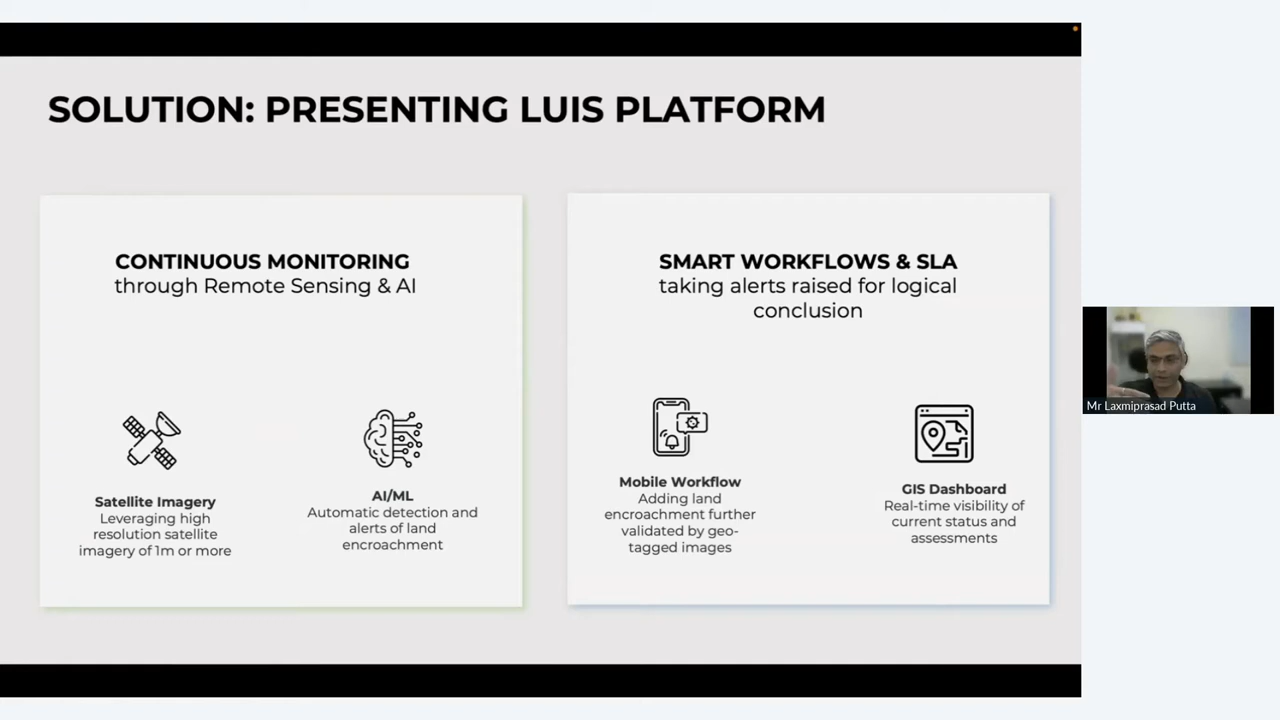 SOLUTION: PRESENTING LUIS PLATFORM
CONTINUOUS MONITORING
through Remote Sensing & AI
Satellite Imagery
Leveraging high
resolution satellite
imagery of 1m or more
AI/ML
Automatic detection and
alerts of land
encroachment
SMART WORKFLOWS & SLA
taking alerts raised for logical
conclusion
Mobile Workflow
Adding land
encroachment further
validated by geo-
tagged images
GIS Dashboard
Real-time visibility of
current status and
assessments
Mr Laxmiprasad Putta